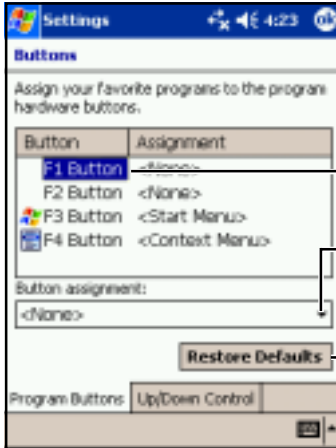 Settings 4:23 ok
Buttons
Assign your favorite programs to the program
hardware buttons.
Button Assignment
F1 Button <None>
F2 Button <None>
F3 Button <Start Menu>
F4 Button <Context Menu>
Button assignment:
<None>
Restore Defaults
Program Buttons Up/Down Control